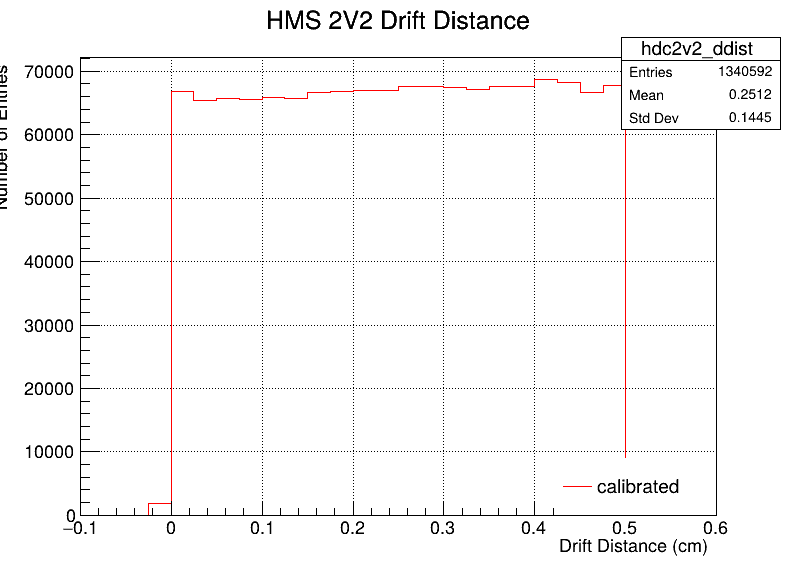 HMS 2V2 Drift Distance
hdc2v2_ddist
Entries 1340592
Mean 0.2512
Std Dev 0.1445
Number of Entries
70000
60000
50000
40000
30000
20000
10000
0
calibrated
−0.1 0 0.1 0.2 0.3 0.4 0.5 0.6
Drift Distance (cm)